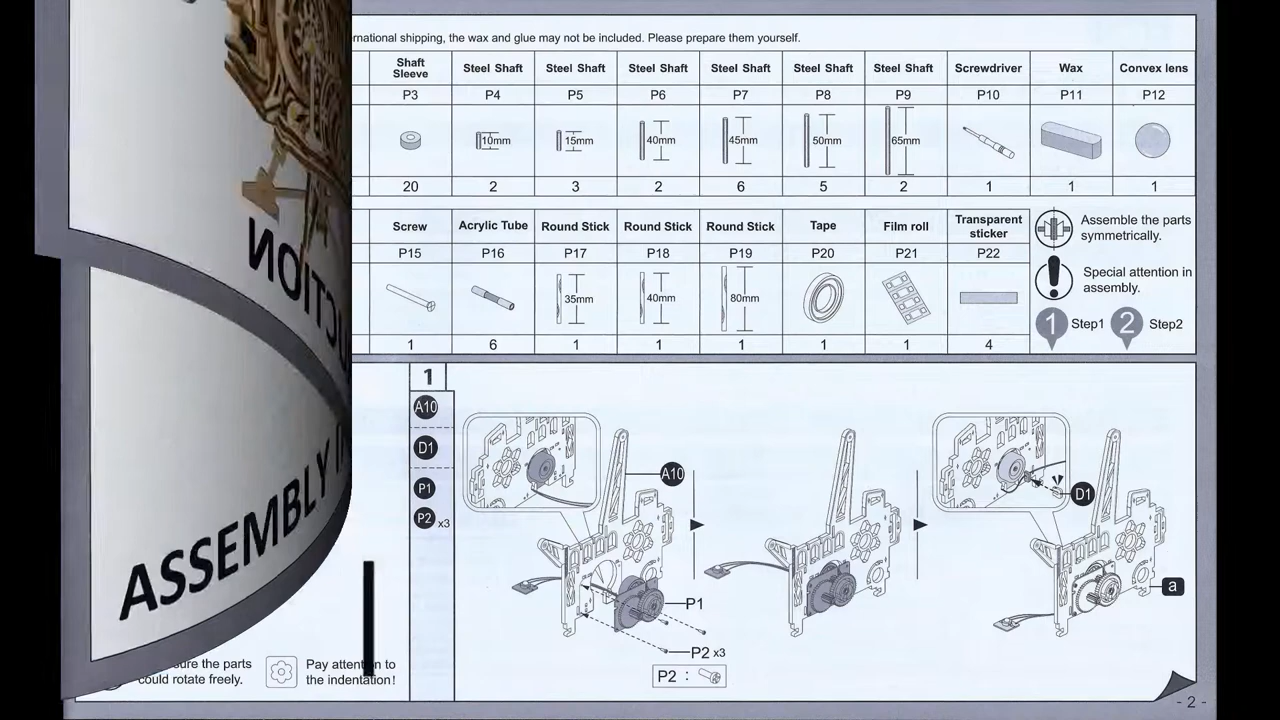 rnational shipping, the wax and glue may not be included. Please prepare them yourself.
Shaft Sleeve Steel Shaft Steel Shaft Steel Shaft Steel Shaft Steel Shaft Steel Shaft Screwdriver Wax Convex lens
P3 P4 P5 P6 P7 P8 P9 P10 P11 P12
10mm 15mm 40mm 45mm 50mm 65mm
20 2 3 2 6 5 2 1 1 1
Screw Acrylic Tube Round Stick Round Stick Round Stick Tape Film roll Transparent sticker
P15 P16 P17 P18 P19 P20 P21 P22
35mm 40mm 80mm
1 6 1 1 1 1 1 4
Assemble the parts
symmetrically.
Special attention in
assembly.
1 Step1 2 Step2
ASSEMBLY
1
A10
D1
P1
P2 x3
A10
P1
P2 x3
P2 :
D1
a
sure the parts
could rotate freely.
Pay attention to
the indentation!
- 2 -